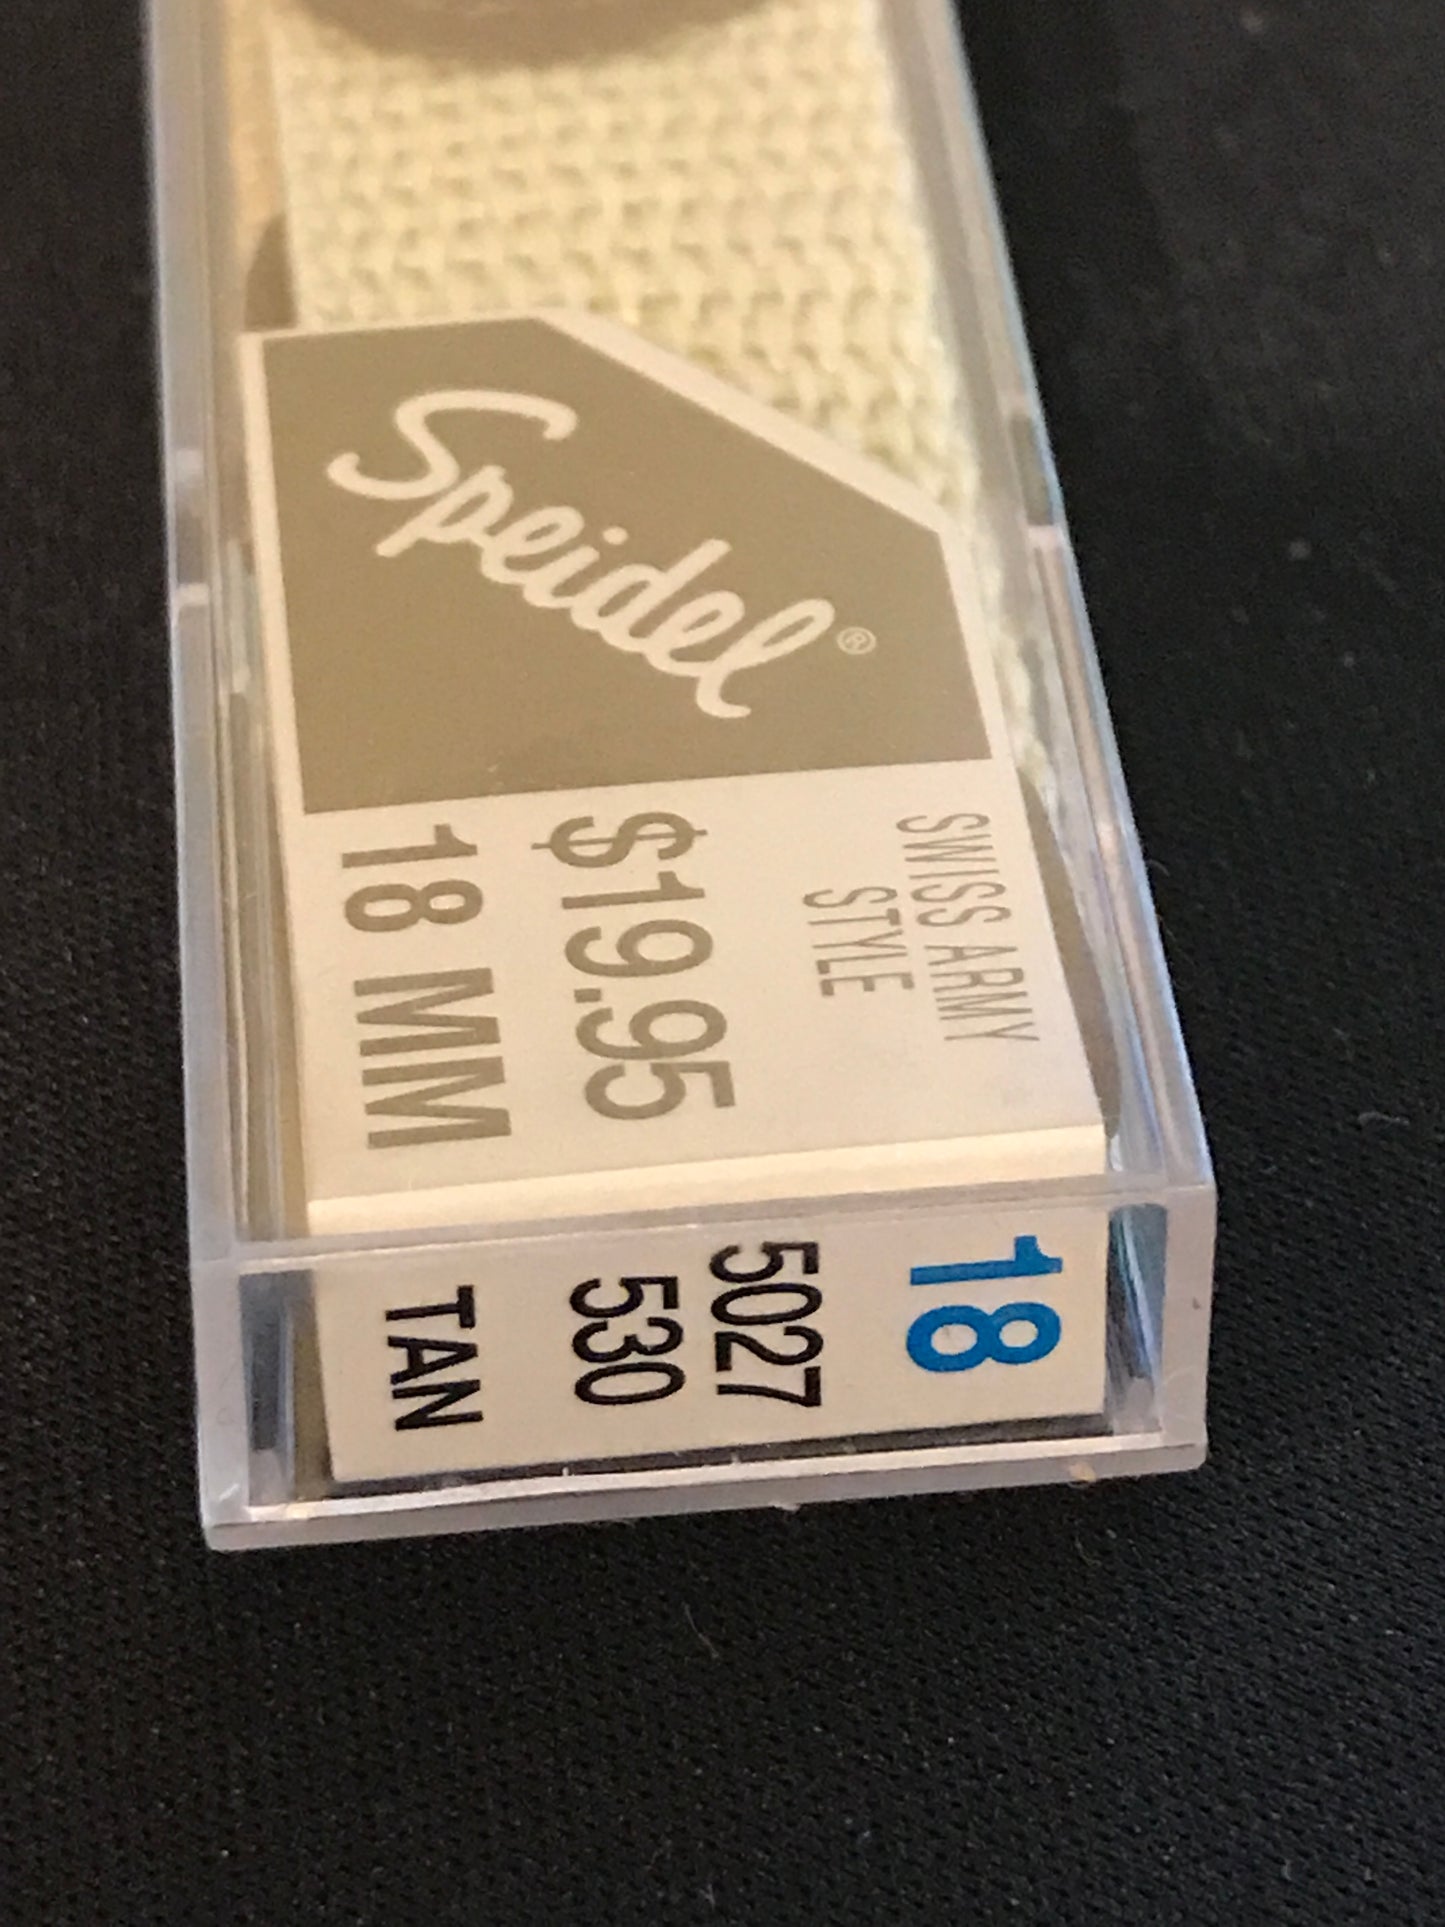 Speidel®
SWISS ARMY
STYLE
$19.95
18 MM
18
5027
530
TAN